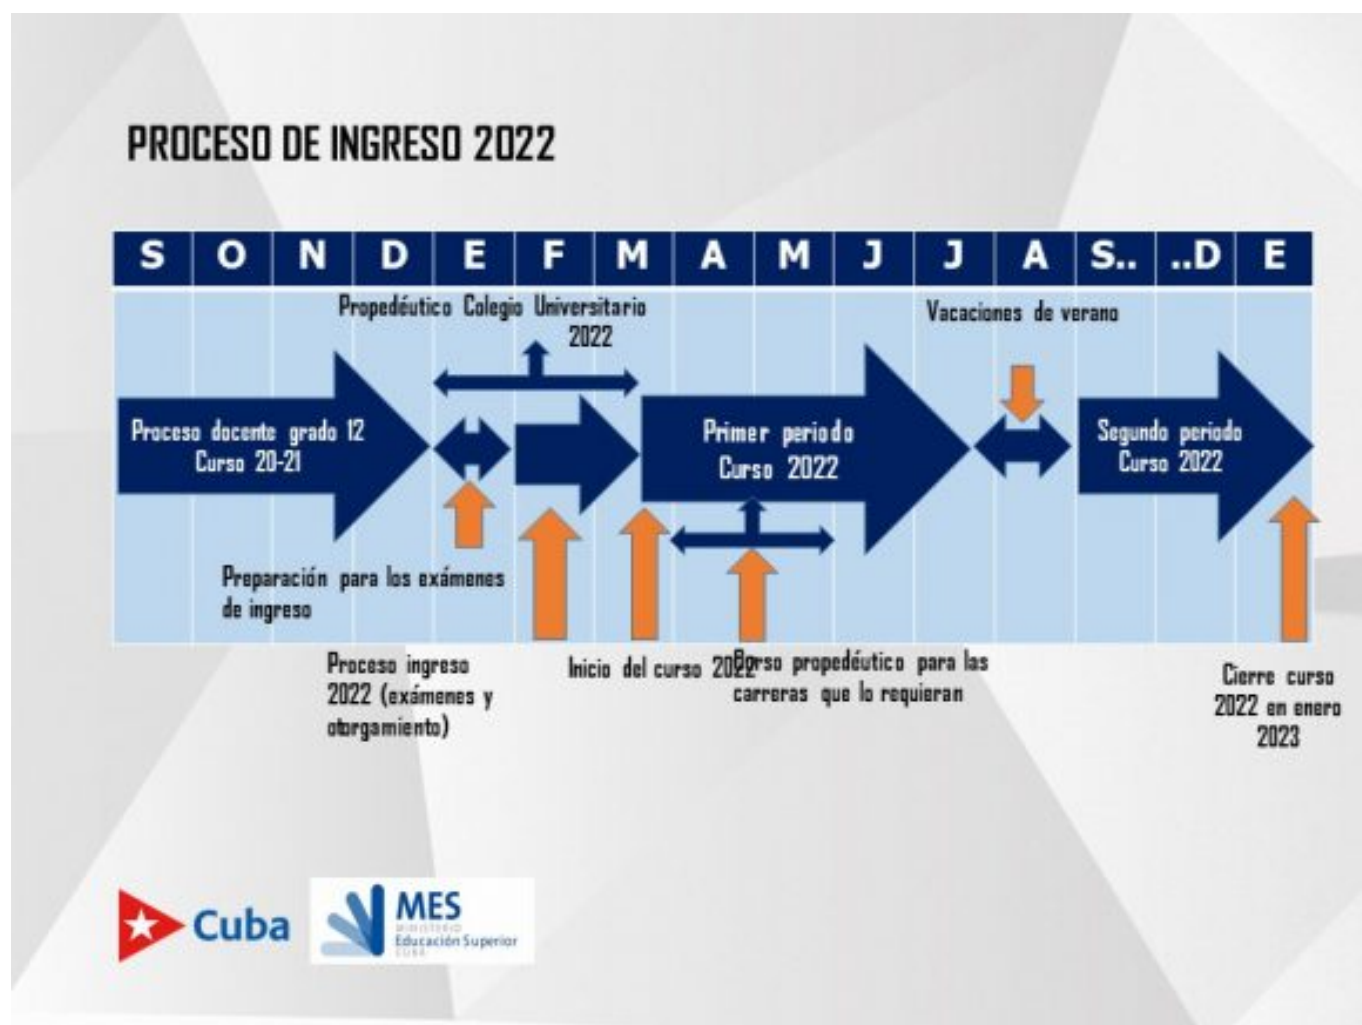 PROCESO DE INGRESO 2022
S O N D E F M A M J J A S.. ..D E
Propedéutico Colegio Universitario
2022
Vacaciones de verano
Proceso docente grado 12
Curso 20-21
Primer periodo
Curso 2022
Segundo periodo
Curso 2022
Preparación para los exámenes
de ingreso
Proceso ingreso
2022 (exámenes y
otorgamiento)
Inicio del curso 2022
Curso propedéutico para las
carreras que lo requieran
Cierre curso
2022 en enero
2023
Cuba
MES
MINISTERIO
Educación Superior
CUBA